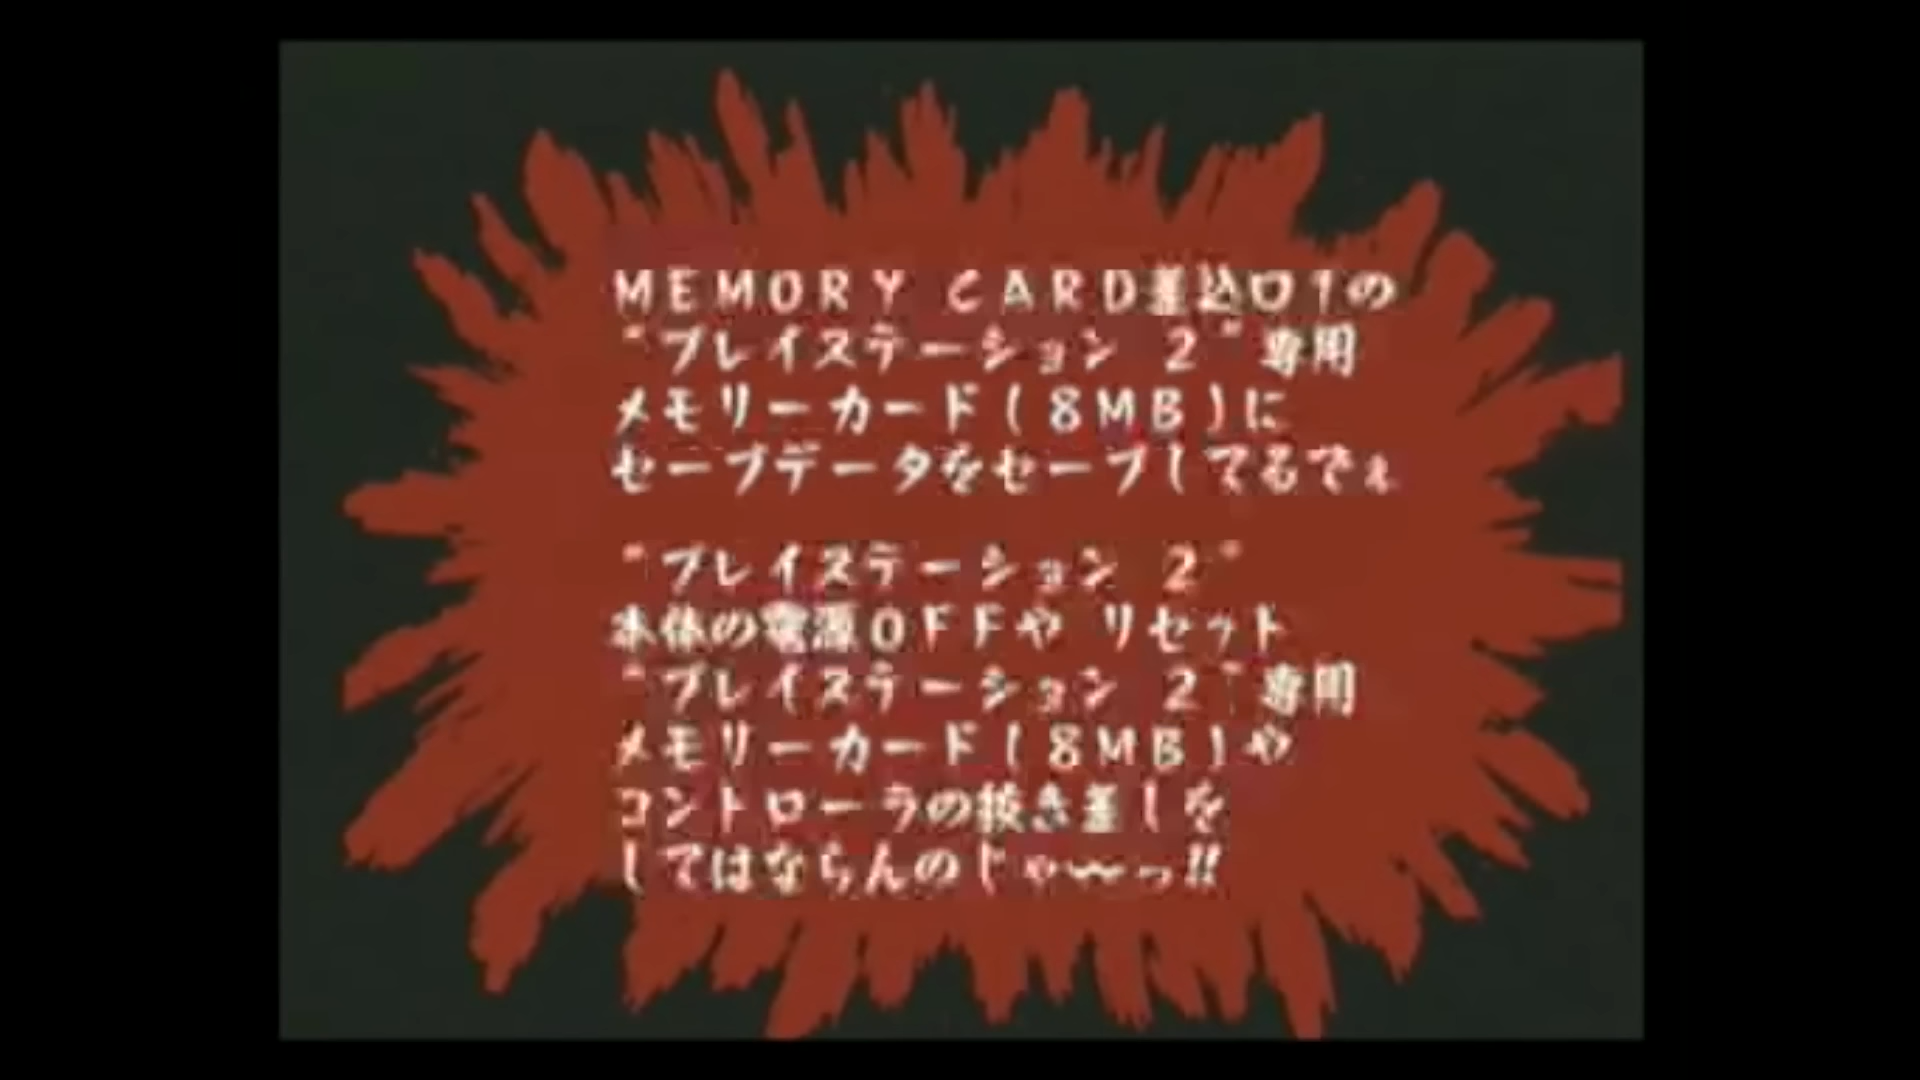 MEMORY CARD差込口1の
"プレイステーション 2"専用
メモリーカード(8MB)に
セーブデータをセーブしてるでぇ
"プレイステーション 2"
本体の電源OFFや リセット
"プレイステーション 2"専用
メモリーカード(8MB)や
コントローラの抜き差しを
してはならんのじゃ〜っ!!